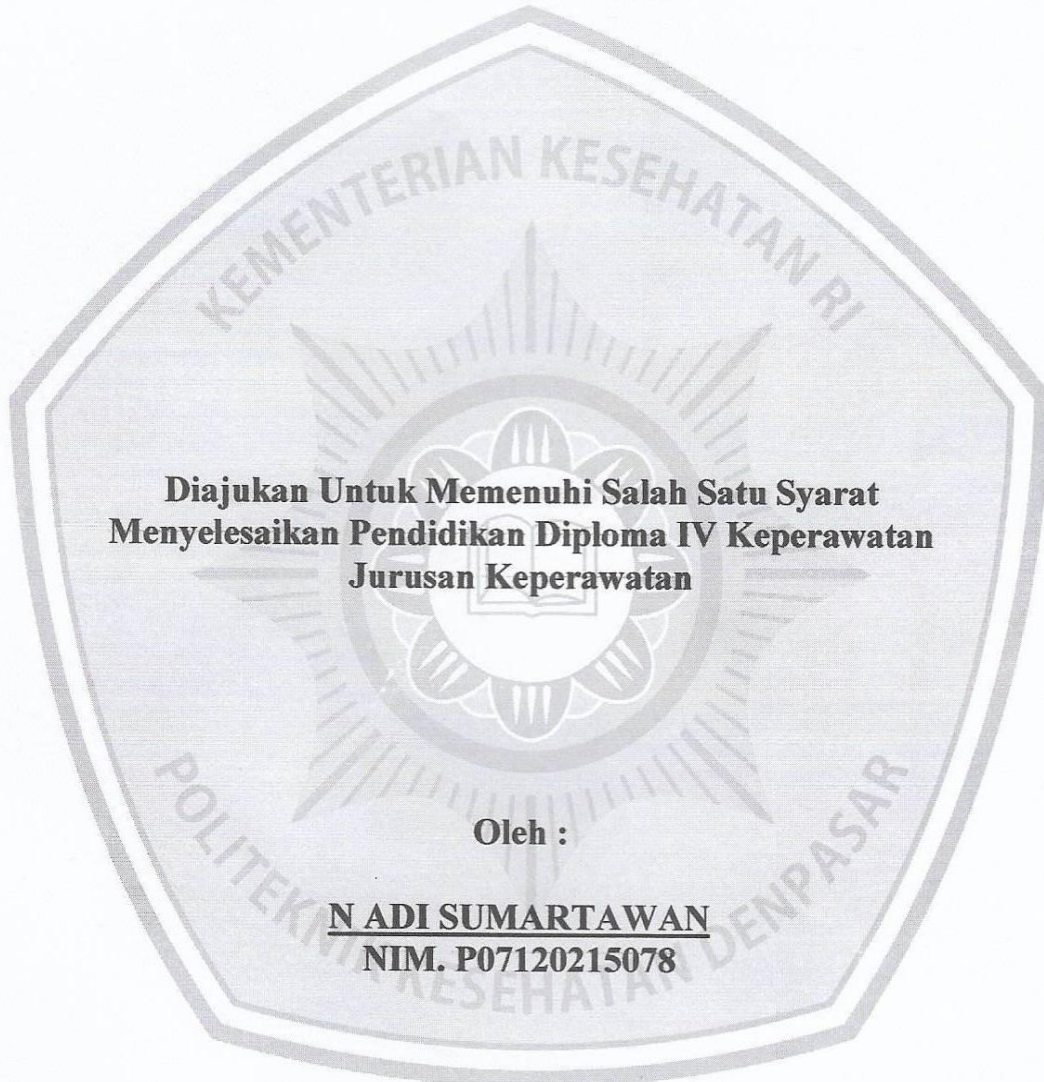 KEMENTERIAN KESEHATAN RI
Diajukan Untuk Memenuhi Salah Satu Syarat
Menyelesaikan Pendidikan Diploma IV Keperawatan
Jurusan Keperawatan
Oleh :
N ADI SUMARTAWAN
NIM. P07120215078
POLITEKNIK KESEHATAN DENPASAR